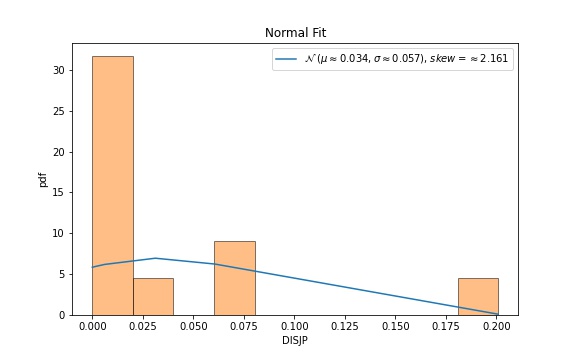 Normal Fit
𝒩 (μ ≈ 0.034, σ ≈ 0.057), skew = ≈ 2.161
30
25
20
15
10
5
0
pdf
0.000 0.025 0.050 0.075 0.100 0.125 0.150 0.175 0.200
DISJP